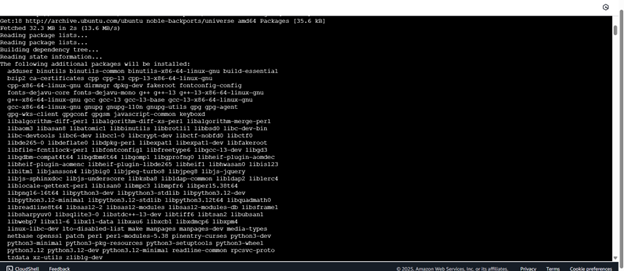 Get:18 http://archive.ubuntu.com/ubuntu noble-backports/universe amd64 Packages [35.6 kB]
Fetched 32.3 MB in 2s (13.6 MB/s)
Reading package lists...
Reading package lists...
Building dependency tree...
Reading state information...
The following additional packages will be installed:
adduser binutils binutils-common binutils-x86-64-linux-gnu build-essential
bzip2 ca-certificates cpp cpp-13 cpp-13-x86-64-linux-gnu
cpp-x86-64-linux-gnu dirmngr dpkg-dev fakeroot fontconfig-config
fonts-dejavu-core fonts-dejavu-mono g++ g++-13 g++-13-x86-64-linux-gnu
g++-x86-64-linux-gnu gcc gcc-13 gcc-13-base gcc-13-x86-64-linux-gnu
gcc-x86-64-linux-gnu gnupg gnupg-l10n gnupg-utils gpg gpg-agent
gpg-wks-client gpgconf gpgsm javascript-common keyboxd
libalgorithm-diff-perl libalgorithm-diff-xs-perl libalgorithm-merge-perl
libaom3 libasan8 libatomic1 libbinutils libbrotli1 libbsd0 libc-dev-bin
libc-devtools libc6-dev libcc1-0 libcrypt-dev libctf-nobfd0 libctf0
libde265-0 libdeflate0 libdpkg-perl libexpat1 libexpat1-dev libfakeroot
libfile-fcntllock-perl libfontconfig1 libfreetype6 libgcc-13-dev libgd3
libgdbm-compat4t64 libgdbm6t64 libgomp1 libgprofng0 libheif-plugin-aomdec
libheif-plugin-aomenc libheif-plugin-libde265 libheif1 libhwasan0 libisl23
libitm1 libjansson4 libjbig0 libjpeg-turbo8 libjpeg8 libjs-jquery
libjs-sphinxdoc libjs-underscore libksba8 libldap-common libldap2 liblerc4
liblocale-gettext-perl liblsan0 libmpc3 libmpfr6 libnpth0t64
libpng16-16t64 libpython3-dev libpython3-stdlib libpython3.12-dev
libpython3.12-minimal libpython3.12-stdlib libpython3.12t64 libquadmath0
libreadline8t64 libsasl2-2 libsasl2-modules libsasl2-modules-db libsframe1
libsharpyuv0 libsqlite3-0 libstdc++-13-dev libtiff6 libtsan2 libubsan1
libwebp7 libx11-6 libx11-data libxau6 libxcb1 libxdmcp6 libxpm4
linux-libc-dev lto-disabled-list make manpages manpages-dev media-types
netbase openssl patch perl perl-modules-5.38 pinentry-curses python3-dev
python3-minimal python3-pkg-resources python3-setuptools python3-wheel
python3.12 python3.12-dev python3.12-minimal readline-common rpcsvc-proto
tzdata xz-utils zlib1g-dev
CloudShell Feedback © 2025, Amazon Web Services, Inc. or its affiliates. Privacy Terms Cookie preferences